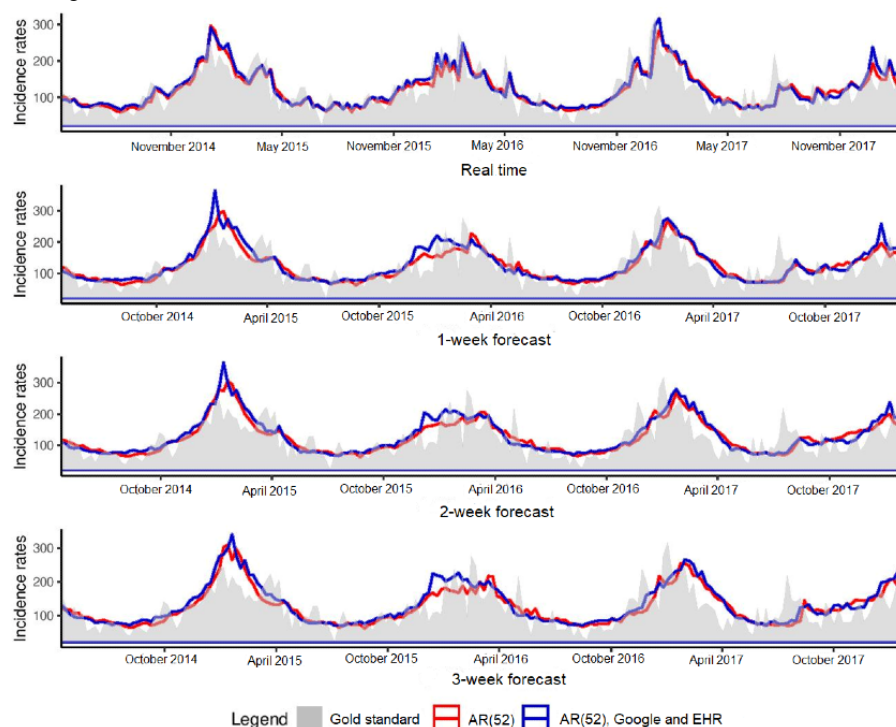 Incidence rates
300
200
100
November 2014 May 2015 November 2015 May 2016 November 2016 May 2017 November 2017
Real time
Incidence rates
300
200
100
October 2014 April 2015 October 2015 April 2016 October 2016 April 2017 October 2017
1-week forecast
Incidence rates
300
200
100
October 2014 April 2015 October 2015 April 2016 October 2016 April 2017 October 2017
2-week forecast
Incidence rates
300
200
100
October 2014 April 2015 October 2015 April 2016 October 2016 April 2017 October 2017
3-week forecast
Legend Gold standard AR(52) AR(52), Google and EHR